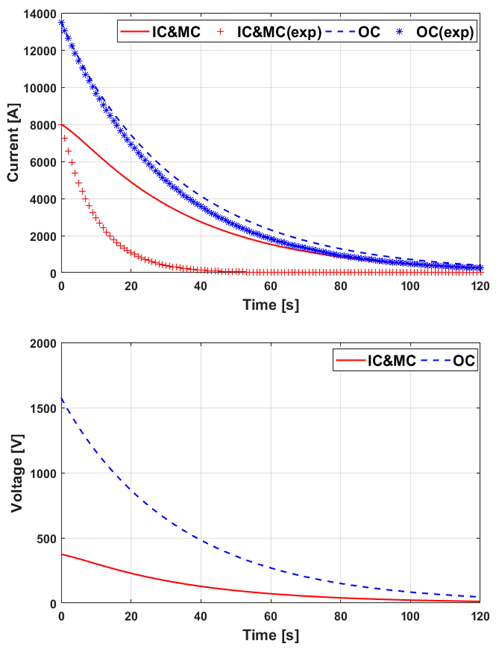 Current [A]
14000
12000
10000
8000
6000
4000
2000
0
IC&MC IC&MC(exp) OC OC(exp)
0 20 40 60 80 100 120
Time [s]
Voltage [V]
2000
1500
1000
500
0
IC&MC OC
0 20 40 60 80 100 120
Time [s]